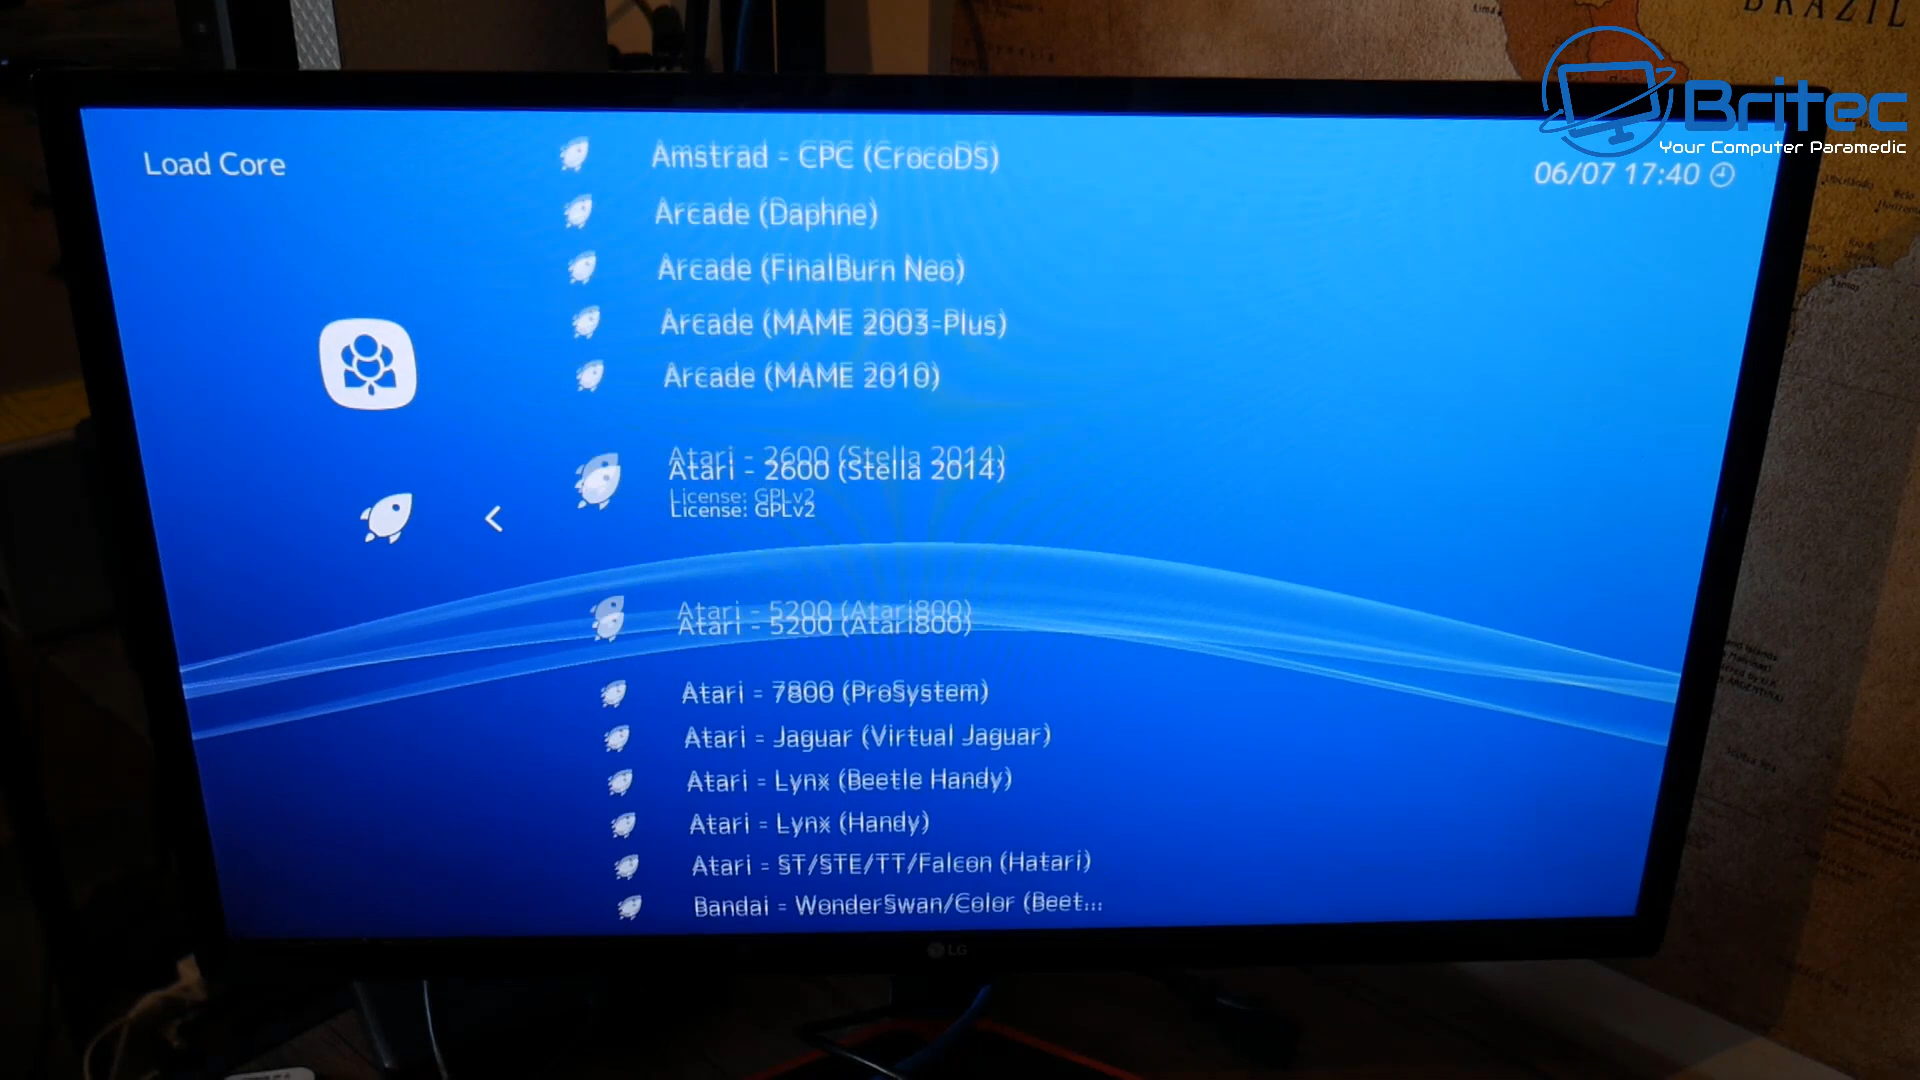 BRAZIL
Britec
Your Computer Paramedic
Load Core
06/07 17:40
Amstrad - CPC (CrocoDS)
Arcade (Daphne)
Arcade (FinalBurn Neo)
Arcade (MAME 2003-Plus)
Arcade (MAME 2010)
Atari - 2600 (Stella 2014)
License: GPLv2
Atari - 5200 (Atari800)
Atari - 7800 (ProSystem)
Atari - Jaguar (Virtual Jaguar)
Atari - Lynx (Beetle Handy)
Atari - Lynx (Handy)
Atari - ST/STE/TT/Falcon (Hatari)
Bandai - WonderSwan/Color (Beet...
LG